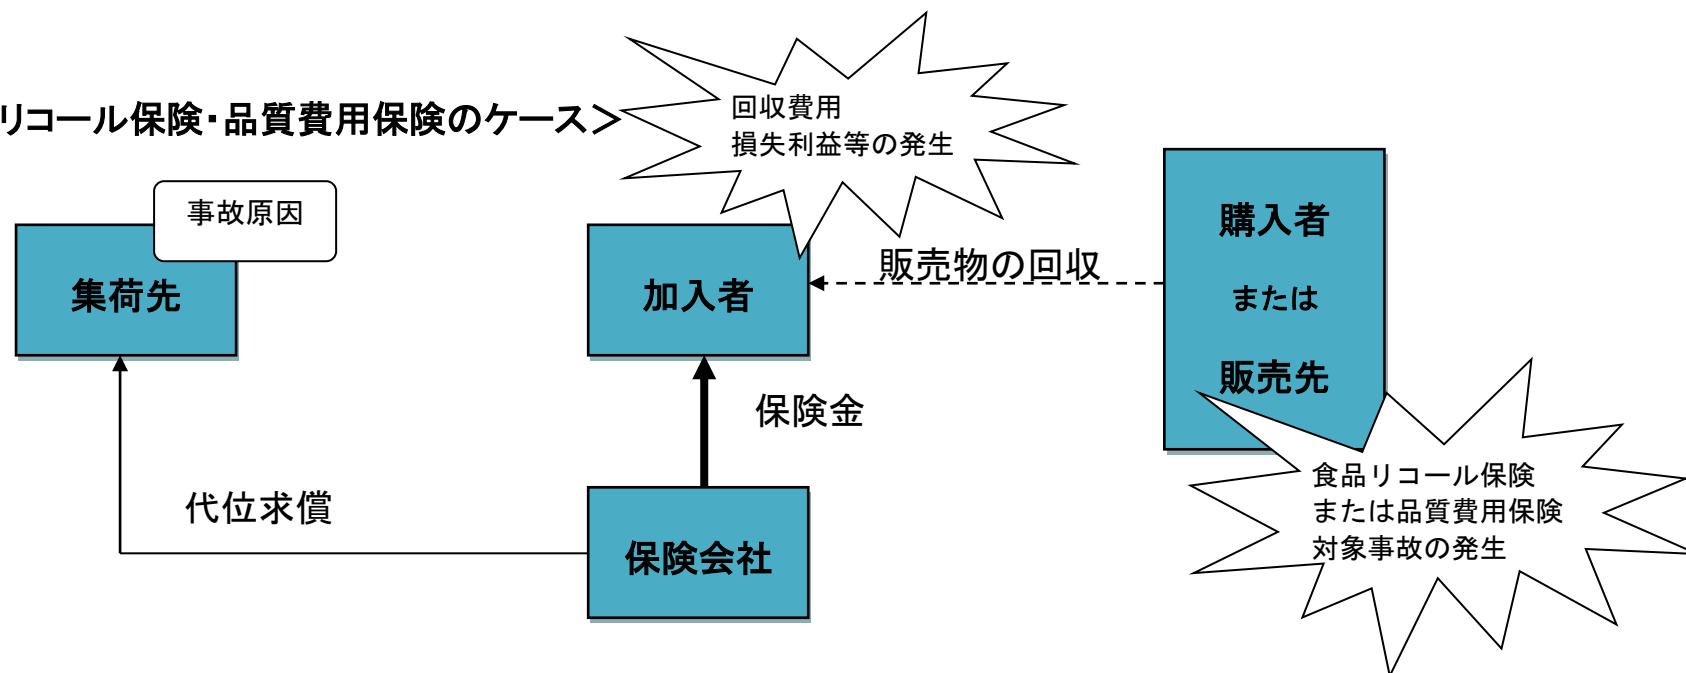 リコール保険・品質費用保険のケース＞
回収費用
損失利益等の発生
事故原因
集荷先
加入者
販売物の回収
購入者
または
販売先
保険金
代位求償
保険会社
食品リコール保険
または品質費用保険
対象事故の発生